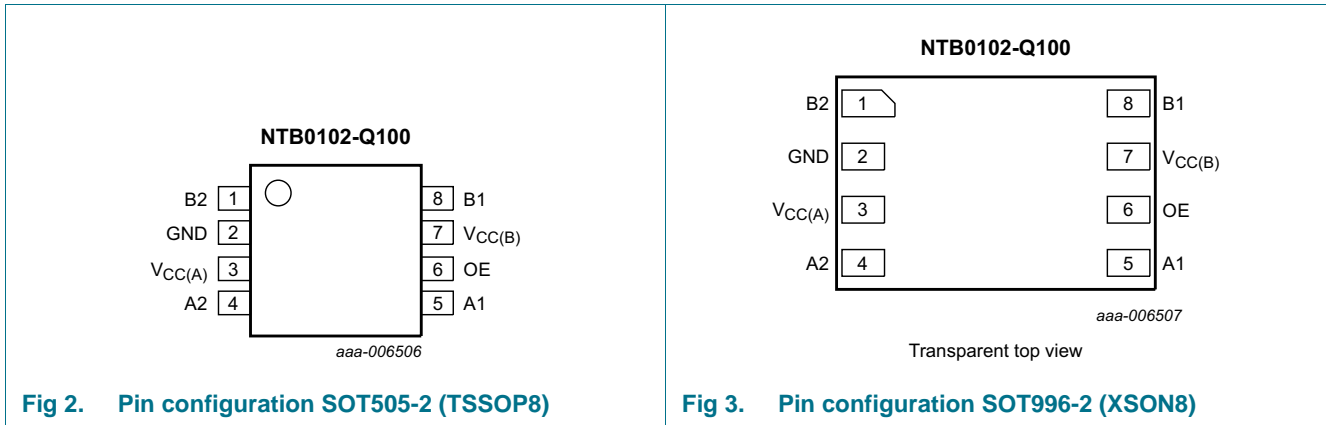 NTB0102-Q100
B2 1 8 B1
GND 2 7 VCC(B)
VCC(A) 3 6 OE
A2 4 5 A1
aaa-006506
Fig 2. Pin configuration SOT505-2 (TSSOP8)
NTB0102-Q100
B2 1 8 B1
GND 2 7 VCC(B)
VCC(A) 3 6 OE
A2 4 5 A1
aaa-006507
Transparent top view
Fig 3. Pin configuration SOT996-2 (XSON8)